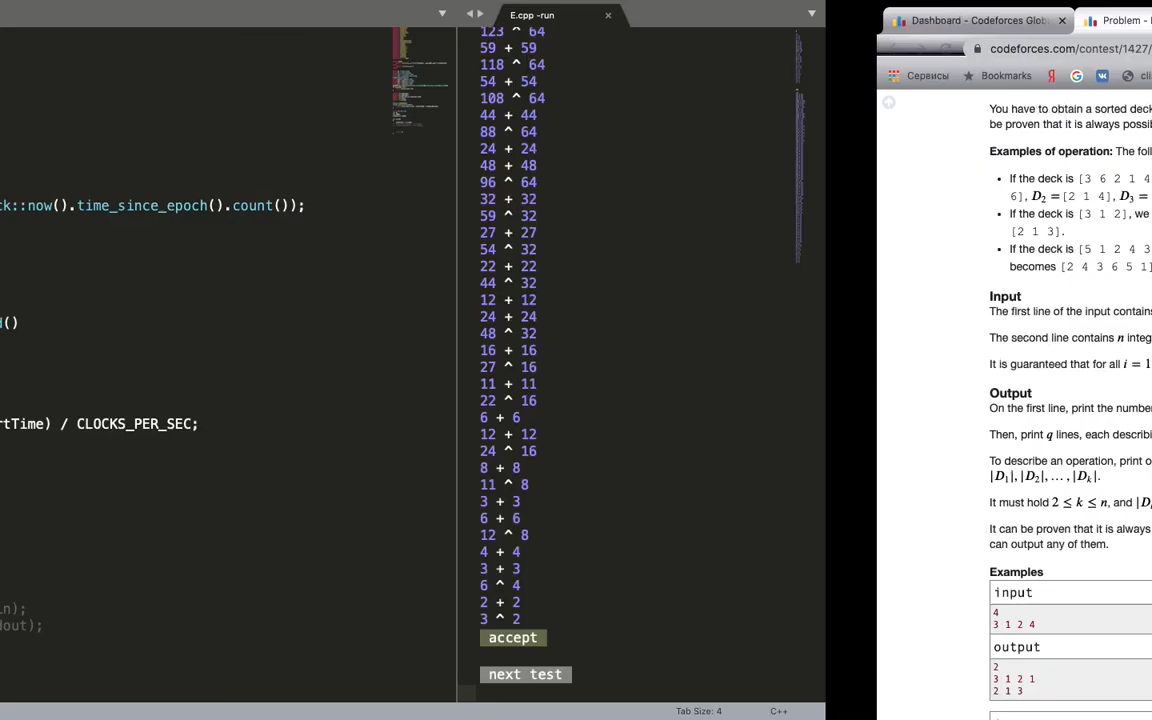 E.cpp -run
ck::now().time_since_epoch().count());
d()
rtTime) / CLOCKS_PER_SEC;
in);
dout);
123 ^ 64
59 + 59
118 ^ 64
54 + 54
108 ^ 64
44 + 44
88 ^ 64
24 + 24
48 + 48
96 ^ 64
32 + 32
59 ^ 32
27 + 27
54 ^ 32
22 + 22
44 ^ 32
12 + 12
24 + 24
48 ^ 32
16 + 16
27 ^ 16
11 + 11
22 ^ 16
6 + 6
12 + 12
24 ^ 16
8 + 8
11 ^ 8
3 + 3
6 + 6
12 ^ 8
4 + 4
3 + 3
6 ^ 4
2 + 2
3 ^ 2
accept
next test
Tab Size: 4 C++
Dashboard - Codeforces Glob
Problem -
codeforces.com/contest/1427/
Сервисы Bookmarks Я G
You have to obtain a sorted deck
be proven that it is always possi
Examples of operation: The foll
• If the deck is [3 6 2 1 4
6], D₂ = [2 1 4], D₃ =
• If the deck is [3 1 2], we
[2 1 3].
• If the deck is [5 1 2 4 3
becomes [2 4 3 6 5 1]
Input
The first line of the input contains
The second line contains n integ
It is guaranteed that for all i = 1
Output
On the first line, print the number
Then, print q lines, each describi
To describe an operation, print o
|D₁|, |D₂|, … , |Dₖ|.
It must hold 2 ≤ k ≤ n, and |D
It can be proven that it is always
can output any of them.
Examples
input
4
3 1 2 4
output
2
3 1 2 1
2 1 3